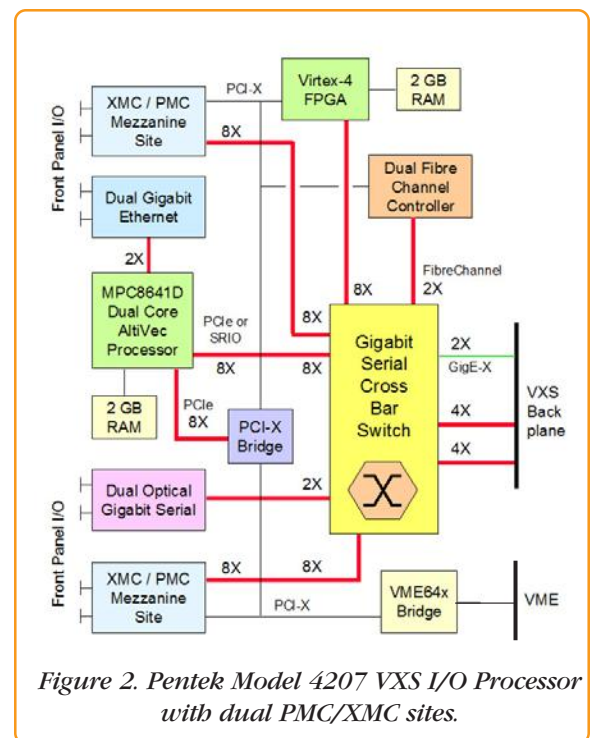 PCI-X
Virtex-4
FPGA
2 GB
RAM
XMC / PMC
Mezzanine
Site
Front Panel I/O
8X
Dual Fibre
Channel
Controller
Dual Gigabit
Ethernet
2X
FibreChannel
8X
2X
MPC8641D
Dual Core
AltiVec
Processor
PCIe or
SRIO
8X
8X
8X
Gigabit
Serial
Cross
Bar
Switch
2X
GigE-X
4X
4X
VXS
Back
plane
2 GB
RAM
PCIe
8X
PCI-X
Bridge
Dual Optical
Gigabit Serial
2X
Front Panel I/O
XMC / PMC
Mezzanine
Site
8X
8X
PCI-X
VME64x
Bridge
VME
Figure 2. Pentek Model 4207 VXS I/O Processor
with dual PMC/XMC sites.